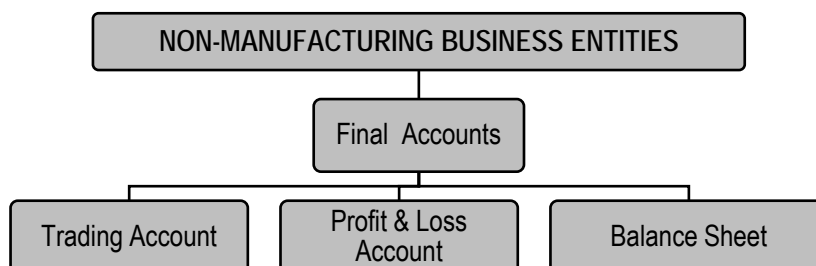 NON-MANUFACTURING BUSINESS ENTITIES
Final Accounts
Trading Account
Profit & Loss
Account
Balance Sheet